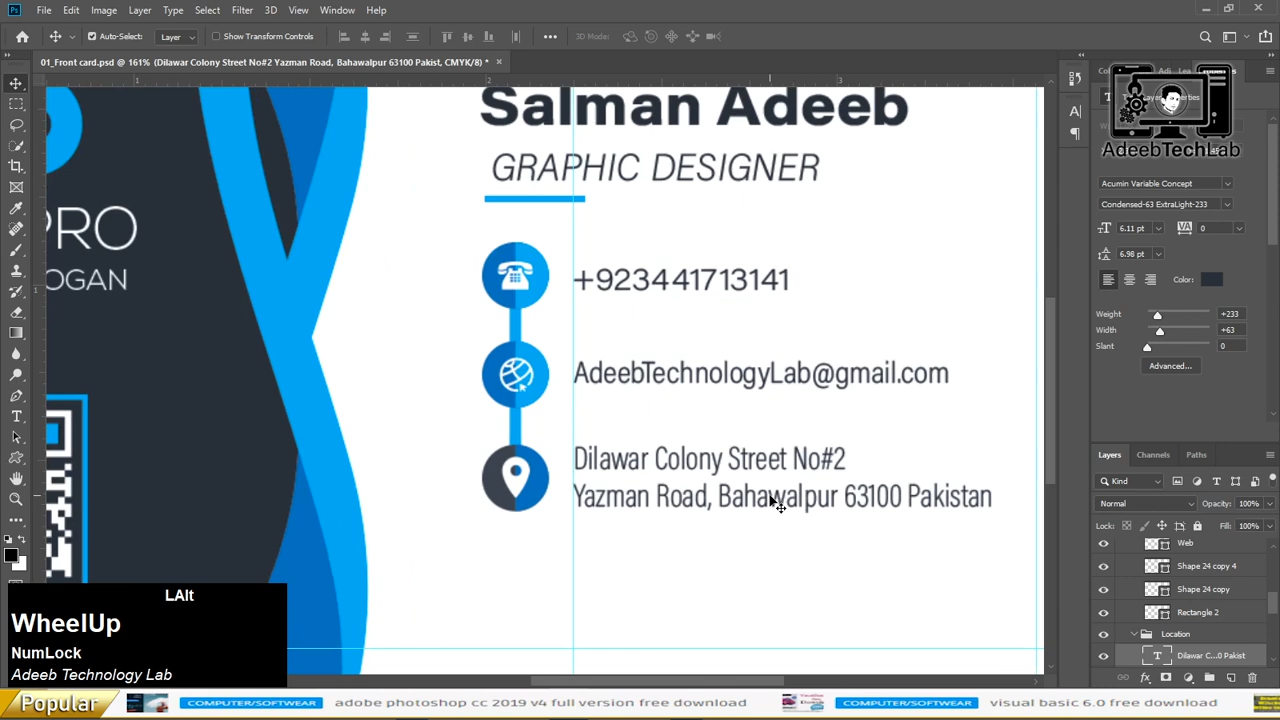 File Edit Image Layer Type Select Filter 3D View Window Help
Auto-Select: Layer Show Transform Controls 3D Mode:
01_Front card.psd @ 161% (Dilawar Colony Street No#2 Yazman Road, Bahawalpur 63100 Pakist, CMYK/8) *
1 2 3
Salman Adeeb
GRAPHIC DESIGNER
PRO
OGAN
+923441713141
AdeebTechnologyLab@gmail.com
Dilawar Colony Street No#2
Yazman Road, Bahawalpur 63100 Pakistan
AdeebTechLab
Acumin Variable Concept
Condensed-63 ExtraLight-233
6.11 pt 0
6.98 pt
Color:
Weight +233
Width +63
Slant 0
Advanced...
Layers Channels Paths
Kind
Normal Opacity: 100%
Lock: Fill: 100%
Web
Shape 24 copy 4
Shape 24 copy
Rectangle 2
Location
Dilawar C...0 Pakist
LAlt
WheelUp
NumLock
Adeeb Technology Lab
Popular COMPUTER/SOFTWEAR adobe photoshop cc 2019 v4 full version free download COMPUTER/SOFTWEAR visual basic 6.0 free download